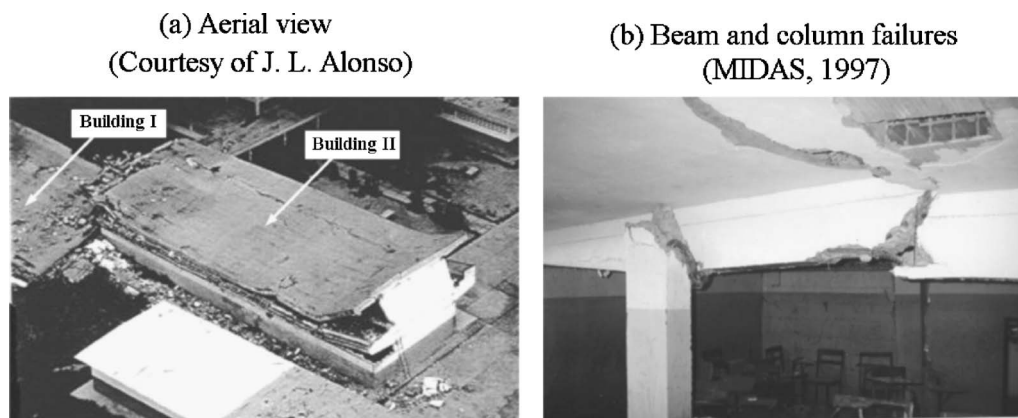 (a) Aerial view
(Courtesy of J. L. Alonso)
(b) Beam and column failures
(MIDAS, 1997)
Building I
Building II